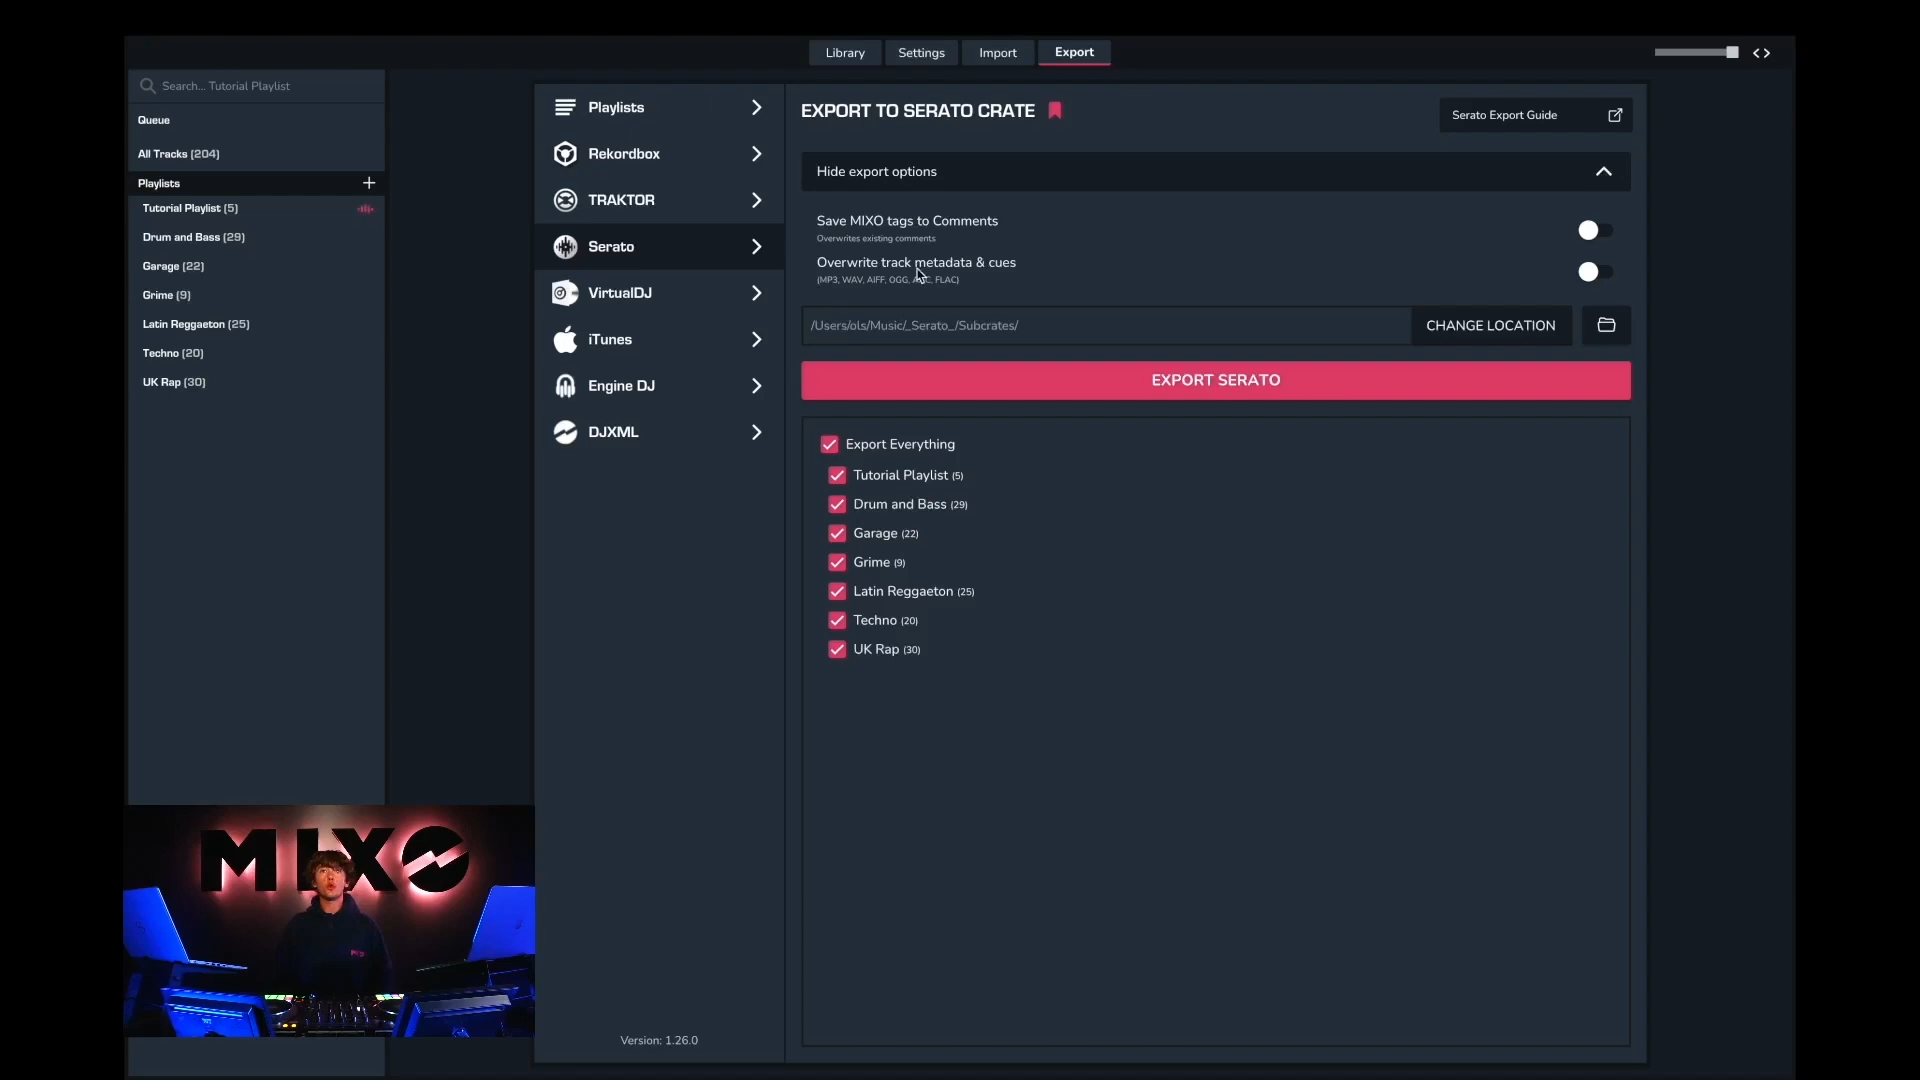 Library
Settings
Import
Export
Search... Tutorial Playlist
Queue
All Tracks (204)
Playlists
Tutorial Playlist (5)
Drum and Bass (29)
Garage (22)
Grime (9)
Latin Reggaeton (25)
Techno (20)
UK Rap (30)
Playlists
Rekordbox
TRAKTOR
Serato
VirtualDJ
iTunes
Engine DJ
DJXML
Version: 1.26.0
EXPORT TO SERATO CRATE
Serato Export Guide
Hide export options
Save MIXO tags to Comments
Overwrites existing comments
Overwrite track metadata & cues
(MP3, WAV, AIFF, OGG, FLAC)
/Users/ols/Music/_Serato_/Subcrates/
CHANGE LOCATION
EXPORT SERATO
Export Everything
Tutorial Playlist (5)
Drum and Bass (29)
Garage (22)
Grime (9)
Latin Reggaeton (25)
Techno (20)
UK Rap (30)
MIXO